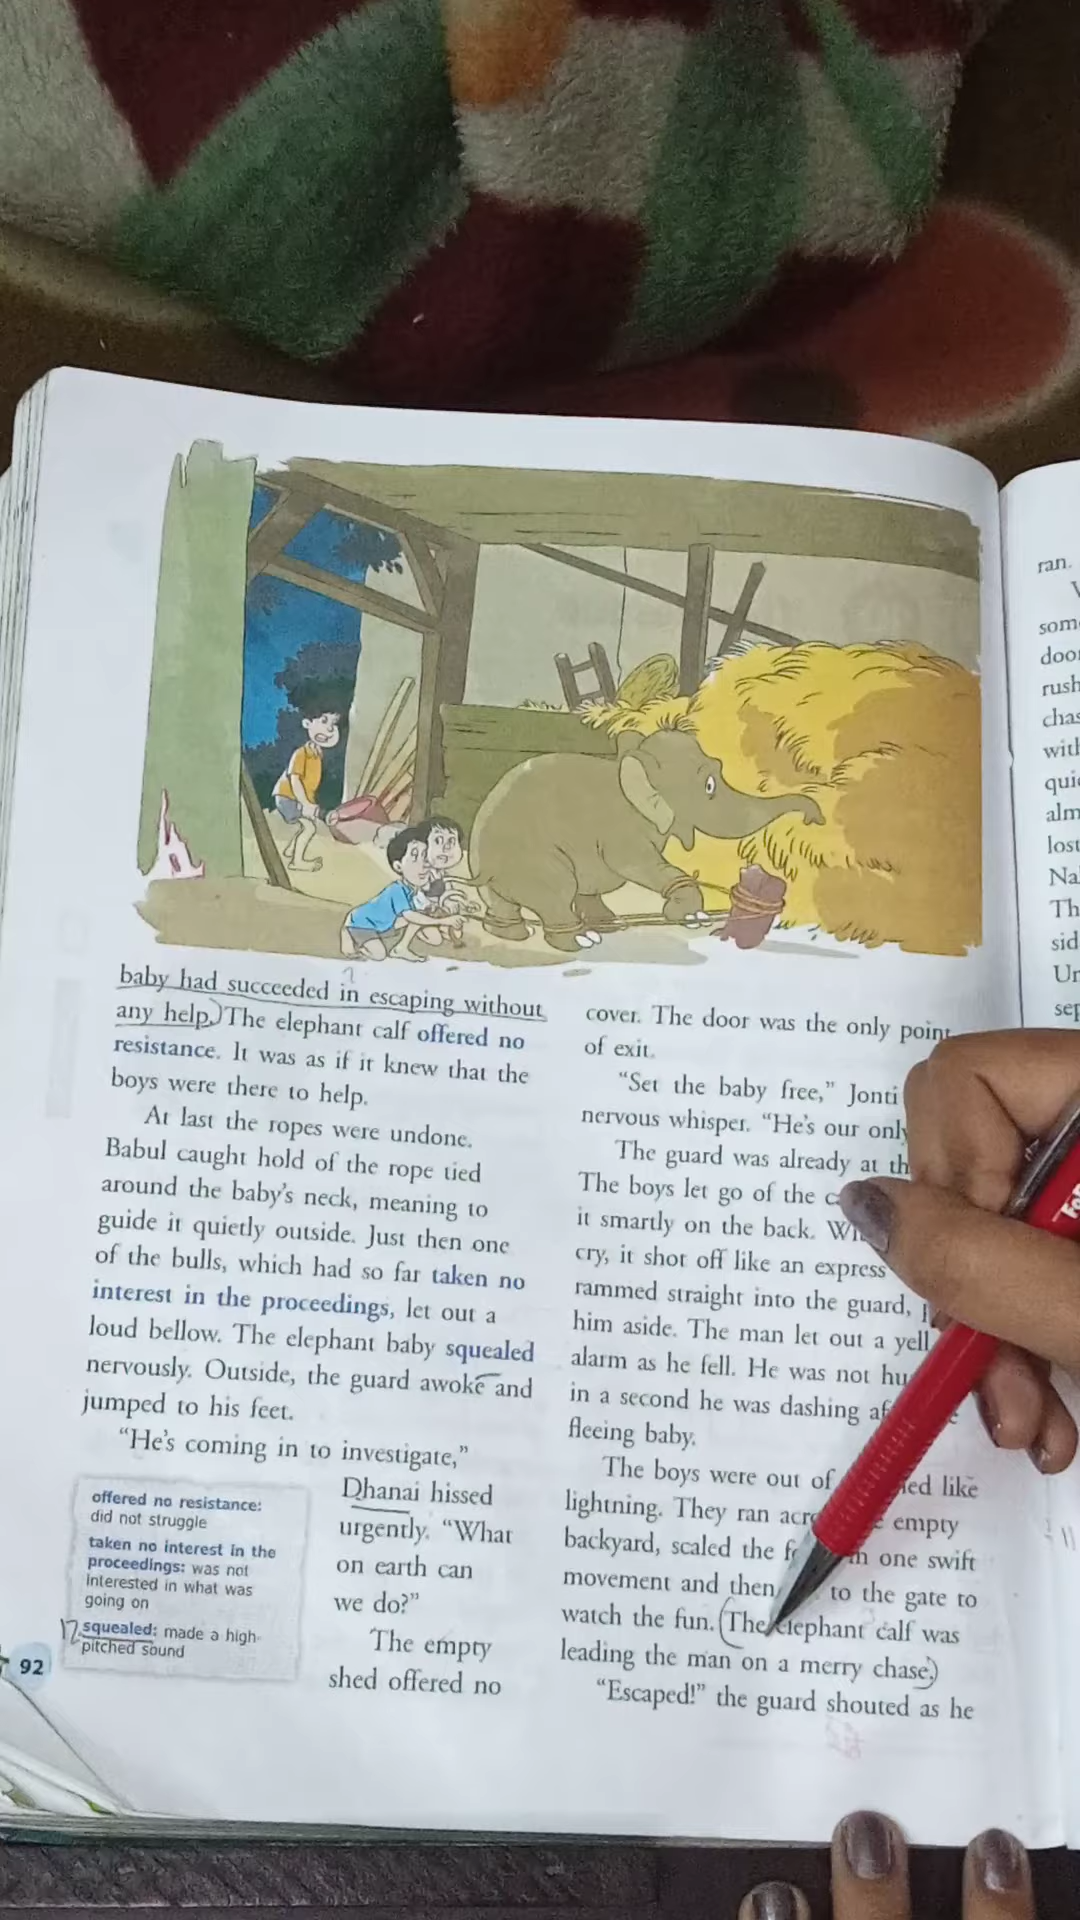 baby had succeeded in escaping without
any help.) The elephant calf offered no
resistance. It was as if it knew that the
boys were there to help.
At last the ropes were undone.
Babul caught hold of the rope tied
around the baby's neck, meaning to
guide it quietly outside. Just then one
of the bulls, which had so far taken no
interest in the proceedings, let out a
loud bellow. The elephant baby squealed
nervously. Outside, the guard awoke and
jumped to his feet.
"He's coming in to investigate,"
Dhanai hissed
urgently. "What
on earth can
we do?"
The empty
shed offered no
offered no resistance:
did not struggle
taken no interest in the
proceedings: was not
interested in what was
going on
17 squealed: made a high-
pitched sound
92
cover. The door was the only point
of exit.
"Set the baby free," Jonti
nervous whisper. "He's our only
The guard was already at
The boys let go of the
it smartly on the back.
cry, it shot off like an express
rammed straight into the guard,
him aside. The man let out a yell
alarm as he fell. He was not
in a second he was dashing
fleeing baby.
The boys were out of like
lightning. They ran empty
backyard, scaled the one swift
movement and then to the gate to
watch the fun. (The elephant calf was
leading the man on a merry chase.)
"Escaped!" the guard shouted as he
ran.